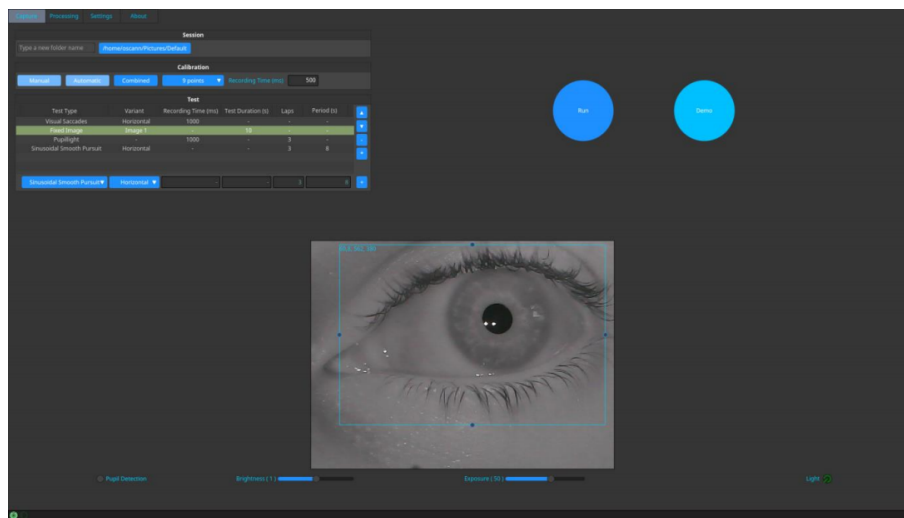 Capture Processing Settings About
Session
Type a new folder name /home/oscann/Pictures/Default
Calibration
Manual Automatic Combined 9 points Recording Time (ms) 500
Test
Test Type Variant Recording Time (ms) Test Duration (s) Laps Period (s)
Visual Saccades Horizontal 1000 - - -
Fixed Image Image 1 - 10 - -
Pupillight - 1000 - 3 -
Sinusoidal Smooth Pursuit Horizontal - - 3 8
Sinusoidal Smooth Pursuit Horizontal - - 3 8
Run Demo
Pupil Detection Brightness ( 1 ) Exposure ( 50 ) Light